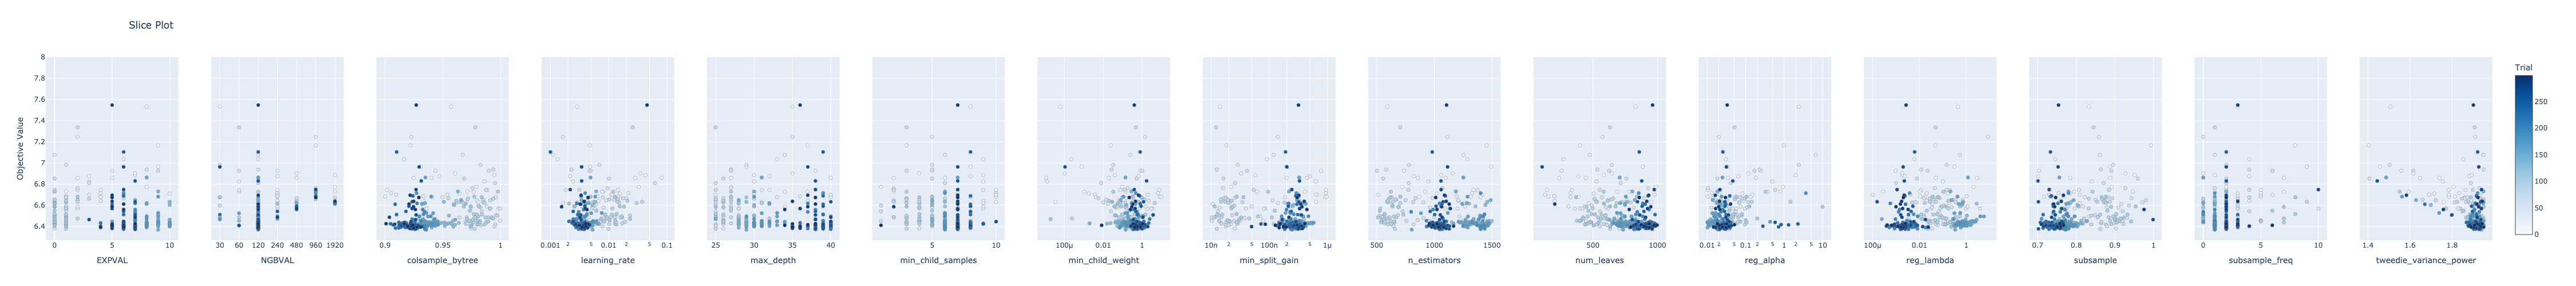 Slice Plot
Trial
8
7.8
7.6
7.4
7.2
7
6.8
6.6
6.4
Objective Value
250
200
150
100
50
0
0 5 10
30 60 120 240 480 960 1920
0.9 0.95 1
0.001 2 5 0.01 2 5 0.1
25 30 35 40
5 10
100μ 0.01 1
10n 2 5 100n 2 5 1μ
500 1000 1500
500 1000
0.01 2 5 0.1 2 5 1 2 5 10
100μ 0.01 1
0.7 0.8 0.9 1
0 5 10
1.4 1.6 1.8
EXPVAL
NGBVAL
colsample_bytree
learning_rate
max_depth
min_child_samples
min_child_weight
min_split_gain
n_estimators
num_leaves
reg_alpha
reg_lambda
subsample
subsample_freq
tweedie_variance_power